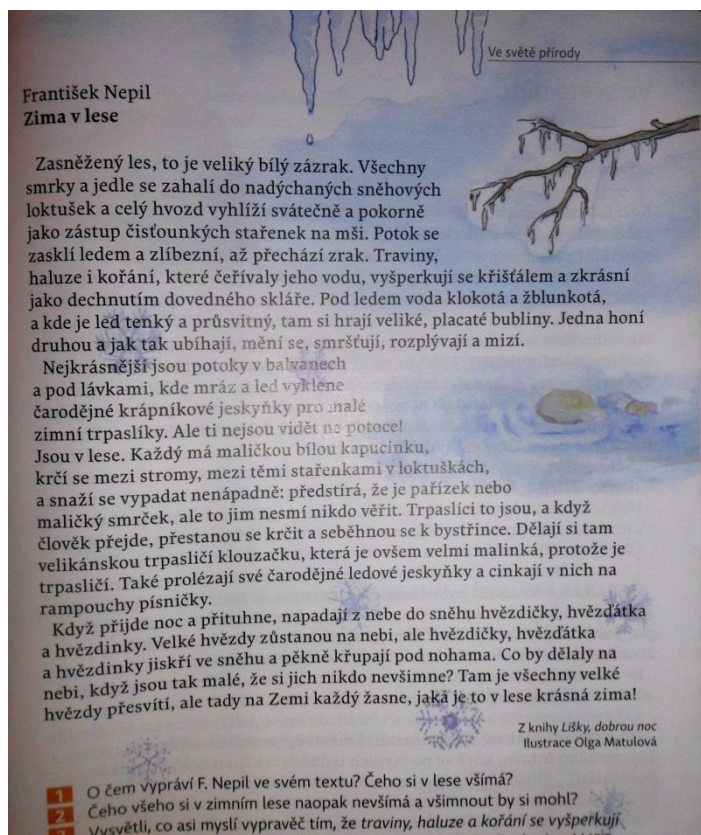 Ve světě přírody
František Nepil
Zima v lese
Zasněžený les, to je veliký bílý zázrak. Všechny
smrky a jedle se zahalí do nadýchaných sněhových
loktušek a celý hvozd vyhlíží svátečně a pokorně
jako zástup čisťounkých stařenek na mši. Potok se
zasklí ledem a zlíbezní, až přechází zrak. Traviny,
haluze i kořání, které čeřívaly jeho vodu, vyšperkují se křišťálem a zkrásní
jako dechnutím dovedného skláře. Pod ledem voda klokotá a žblunkotá,
a kde je led tenký a průsvitný, tam si hrají veliké, placaté bubliny. Jedna honí
druhou a jak tak ubíhají, mění se, smršťují, rozplývají a mizí.
Nejkrásnější jsou potoky v balvanech
a pod lávkami, kde mráz a led vyklene
čarodějné krápníkové jeskyňky pro malé
zimní trpaslíky. Ale ti nejsou vidět na potoce!
Jsou v lese. Každý má maličkou bílou kapucínku,
krčí se mezi stromy, mezi těmi stařenkami v loktuškách,
a snaží se vypadat nenápadně: předstírá, že je pařízek nebo
maličký smrček, ale to jim nesmí nikdo věřit. Trpaslíci to jsou, a když
člověk přejde, přestanou se krčit a seběhnou se k bystřince. Dělají si tam
velikánskou trpasličí klouzačku, která je ovšem velmi malinká, protože je
trpasličí. Také prolézají své čarodějné ledové jeskyňky a cinkají v nich na
rampouchy písničky.
Když přijde noc a přituhne, napadají z nebe do sněhu hvězdičky, hvězďátka
a hvězdinky. Velké hvězdy zůstanou na nebi, ale hvězdičky, hvězďátka
a hvězdinky jiskří ve sněhu a pěkně křupají pod nohama. Co by dělaly na
nebi, když jsou tak malé, že si jich nikdo nevšimne? Tam je všechny velké
hvězdy přesvítí, ale tady na Zemi každý žasne, jaká je to v lese krásná zima!
Z knihy Lišky, dobrou noc
Ilustrace Olga Matulová
1 O čem vypráví F. Nepil ve svém textu? Čeho si v lese všímá?
2 Čeho všeho si v zimním lese naopak nevšímá a všimnout by si mohl?
3 Vysvětli, co asi myslí vypravěč tím, že traviny, haluze a kořání se vyšperkují